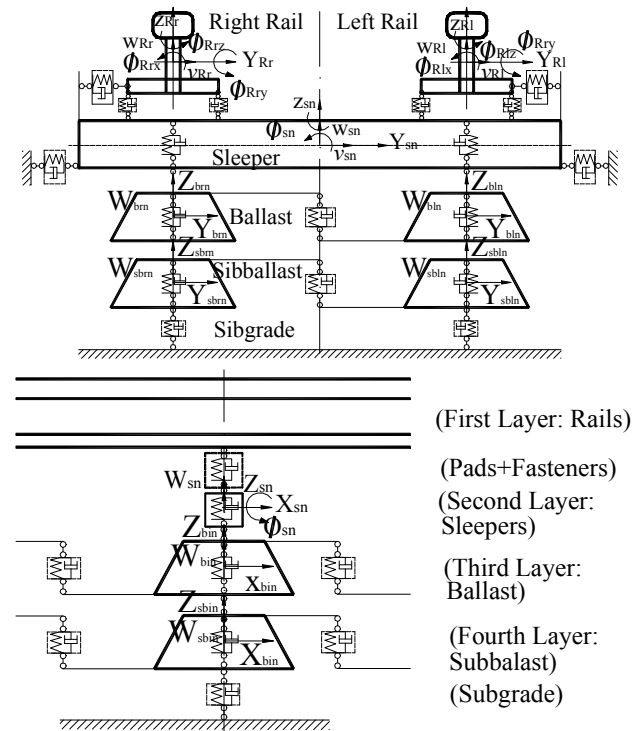 Right Rail
Left Rail
ZRr
WRr
ϕRrz
ϕRrx
YRr
VRr
ϕRry
ZRl
WRl
ϕRlz
ϕRry
ϕRlx
YRl
VRl
Zsn
ϕsn
Wsn
Ysn
Vsn
Sleeper
Zbrn
Zbln
Wbrn
Ballast
Wbln
Ybrn
Ybln
Zsbrn
Zsbln
Wsbrn
Sibballast
Wsbln
Ysbrn
Ysbln
Sibgrade
(First Layer: Rails)
(Pads+Fasteners)
Wsn
Zsn
Xsn
(Second Layer:
Sleepers)
ϕsn
Zbin
Wbin
(Third Layer:
Xbin
Ballast)
Zsbin
Wsbin
(Fourth Layer:
Xbin
Subbalast)
(Subgrade)